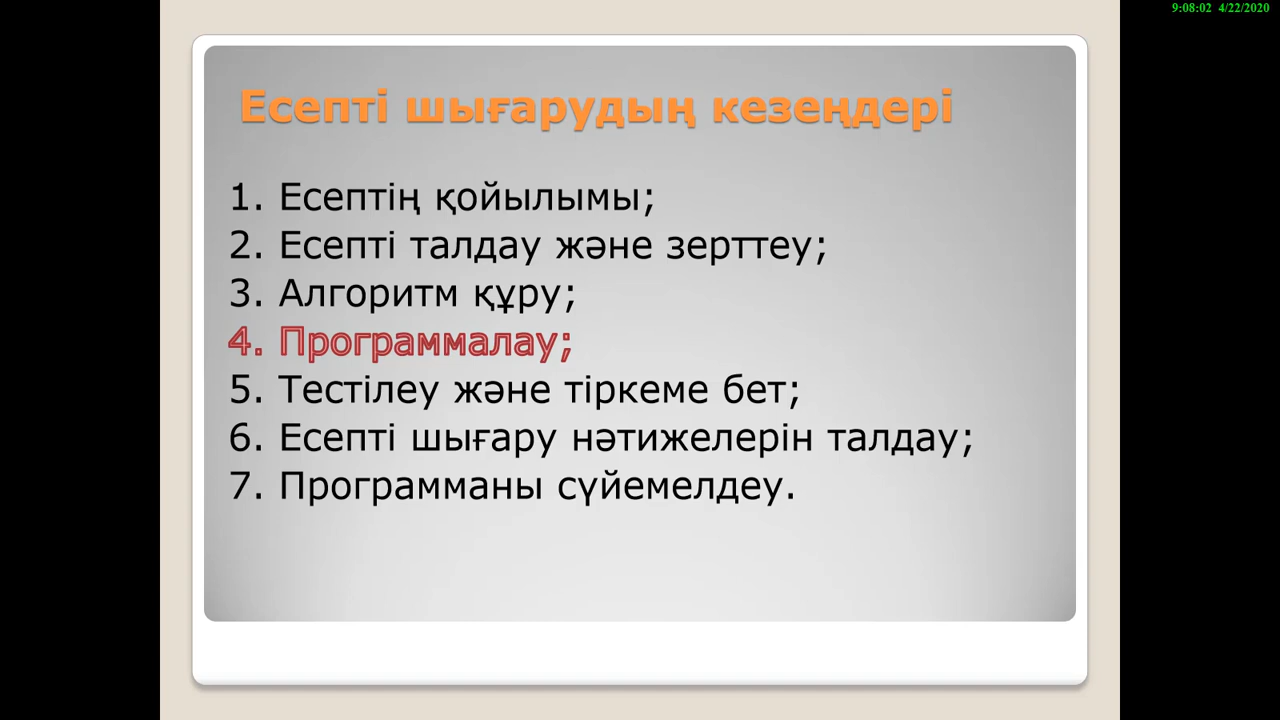 9:08:02 4/22/2020
Есепті шығарудың кезеңдері
1. Есептің қойылымы;
2. Есепті талдау және зерттеу;
3. Алгоритм құру;
4. Программалау;
5. Тестілеу және тіркеме бет;
6. Есепті шығару нәтижелерін талдау;
7. Программаны сүйемелдеу.